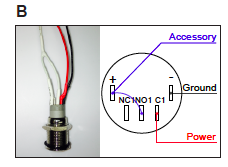 B
Accessory
+
-
Ground
NC1 NO1 C1
Power